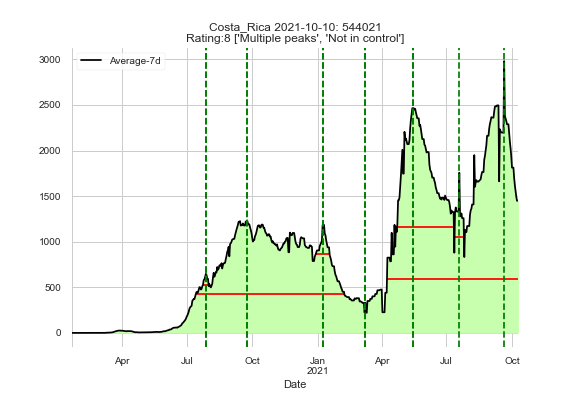 Costa_Rica 2021-10-10: 544021
Rating:8 ['Multiple peaks', 'Not in control']
Average-7d
3000
2500
2000
1500
1000
500
0
Apr Jul Oct Jan Apr Jul Oct
2021
Date